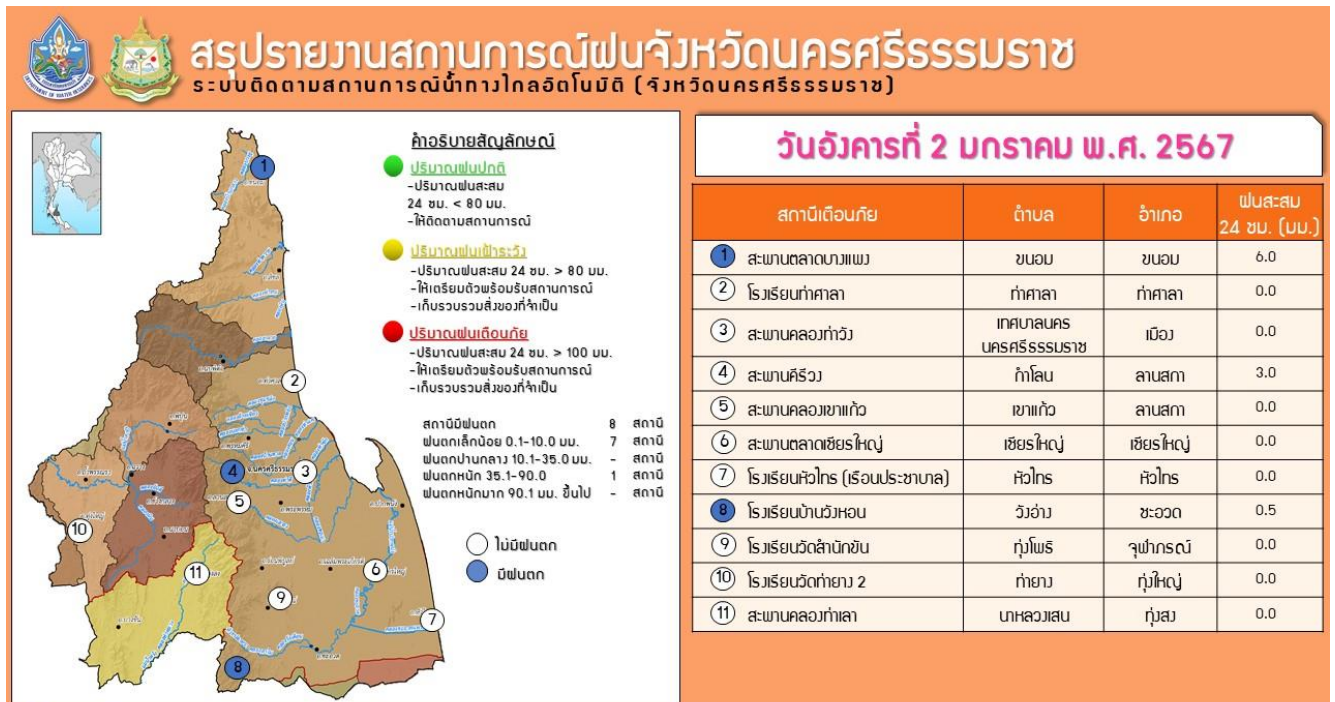 สรุปรายงานสถานการณ์ฝนจังหวัดนครศรีธรรมราช
ระบบติดตามสถานการณ์น้ำทางไกลอัตโนมัติ (จังหวัดนครศรีธรรมราช)
คำอธิบายสัญลักษณ์
ปริมาณฝนปกติ
-ปริมาณฝนสะสม
24 ชม. < 80 มม.
-ให้ติดตามสถานการณ์
ปริมาณฝนเฝ้าระวัง
-ปริมาณฝนสะสม 24 ชม. > 80 มม.
-ให้เตรียมตัวพร้อมรับสถานการณ์
-เก็บรวบรวมสิ่งของที่จำเป็น
ปริมาณฝนเตือนภัย
-ปริมาณฝนสะสม 24 ชม. > 100 มม.
-ให้เตรียมตัวพร้อมรับสถานการณ์
-เก็บรวบรวมสิ่งของที่จำเป็น
สถานีมีฝนตก 8 สถานี
ฝนตกเล็กน้อย 0.1-10.0 มม. 7 สถานี
ฝนตกปานกลาง 10.1-35.0 มม. - สถานี
ฝนตกหนัก 35.1-90.0 1 สถานี
ฝนตกหนักมาก 90.1 มม. ขึ้นไป - สถานี
ไม่มีฝนตก
มีฝนตก
1
2
4
3
5
10
11
6
9
7
8
วันอังคารที่ 2 มกราคม พ.ศ. 2567
สถานีเตือนภัย ตำบล อำเภอ ฝนสะสม
24 ชม. (มม.)
1 สะพานตลาดบางแพง ขนอม ขนอม 6.0
2 โรงเรียนท่าศาลา ท่าศาลา ท่าศาลา 0.0
3 สะพานคลองท่าวัง เทศบาลนคร
นครศรีธรรมราช เมือง 0.0
4 สะพานคีรีวง กำโลน ลานสกา 3.0
5 สะพานคลองเขาแก้ว เขาแก้ว ลานสกา 0.0
6 สะพานตลาดเชียรใหญ่ เชียรใหญ่ เชียรใหญ่ 0.0
7 โรงเรียนหัวไทร (เรือนประชาบาล) หัวไทร หัวไทร 0.0
8 โรงเรียนบ้านวังหอน วังอ่าง ชะอวด 0.5
9 โรงเรียนวัดสำนักขัน ทุ่งโพธิ จุฬาภรณ์ 0.0
10 โรงเรียนวัดท่ายาง 2 ท่ายาง ทุ่งใหญ่ 0.0
11 สะพานคลองท่าเลา นาหลวงเสน ทุ่งสง 0.0